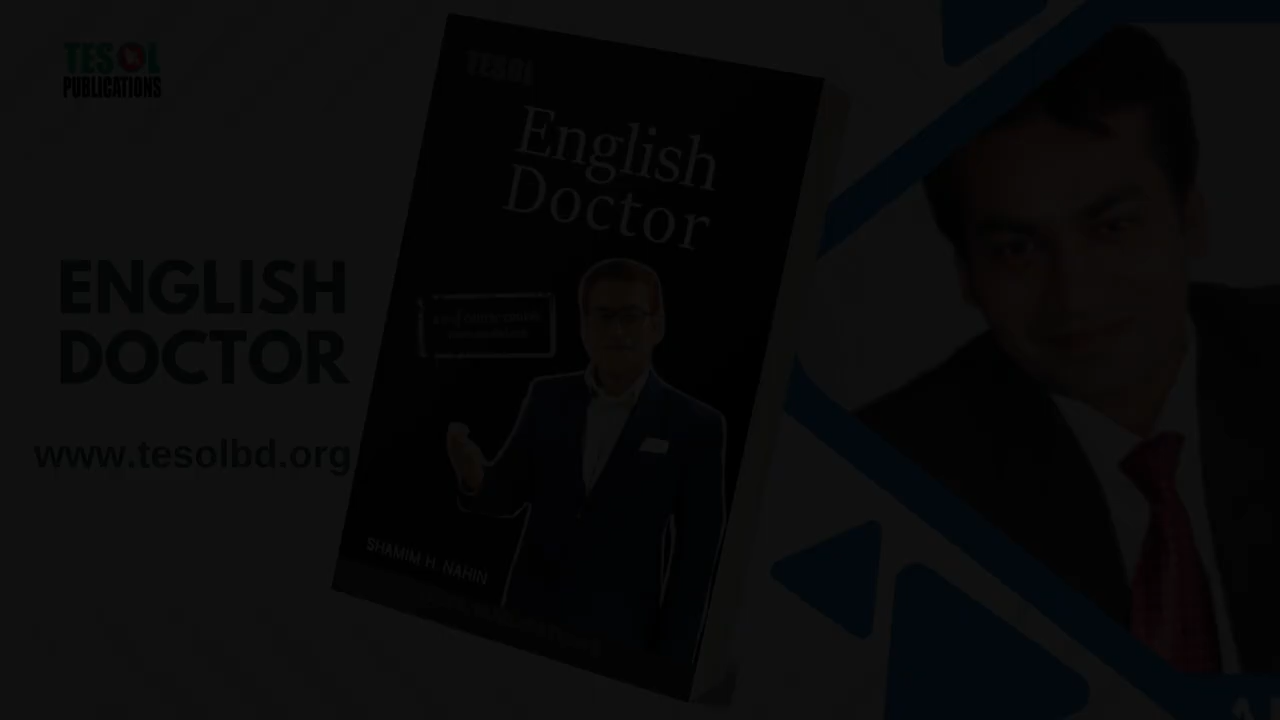 TESOL
PUBLICATIONS
ENGLISH
DOCTOR
www.tesolbd.org
TESOL
English
Doctor
SHAMIM H. NAHIN